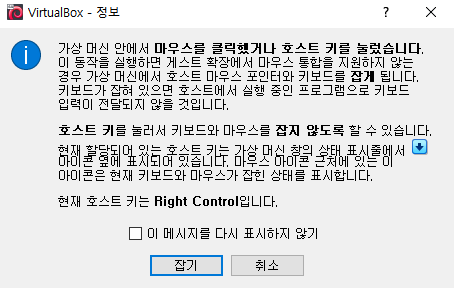 VirtualBox - 정보
가상 머신 안에서 마우스를 클릭했거나 호스트 키를 눌렀습니다.
이 동작을 실행하면 게스트 확장에서 마우스 통합을 지원하지 않는
경우 가상 머신에서 호스트 마우스 포인터와 키보드를 잡게 됩니다.
키보드가 잡혀 있으면 호스트에서 실행 중인 프로그램으로 키보드
입력이 전달되지 않을 것입니다.
호스트 키를 눌러서 키보드와 마우스를 잡지 않도록 할 수 있습니다.
현재 할당되어 있는 호스트 키는 가상 머신 창의 상태 표시줄에서
아이콘 옆에 표시되어 있습니다. 마우스 아이콘 근처에 있는 이
아이콘은 현재 키보드와 마우스가 잡힌 상태를 표시합니다.
현재 호스트 키는 Right Control입니다.
이 메시지를 다시 표시하지 않기
잡기
취소